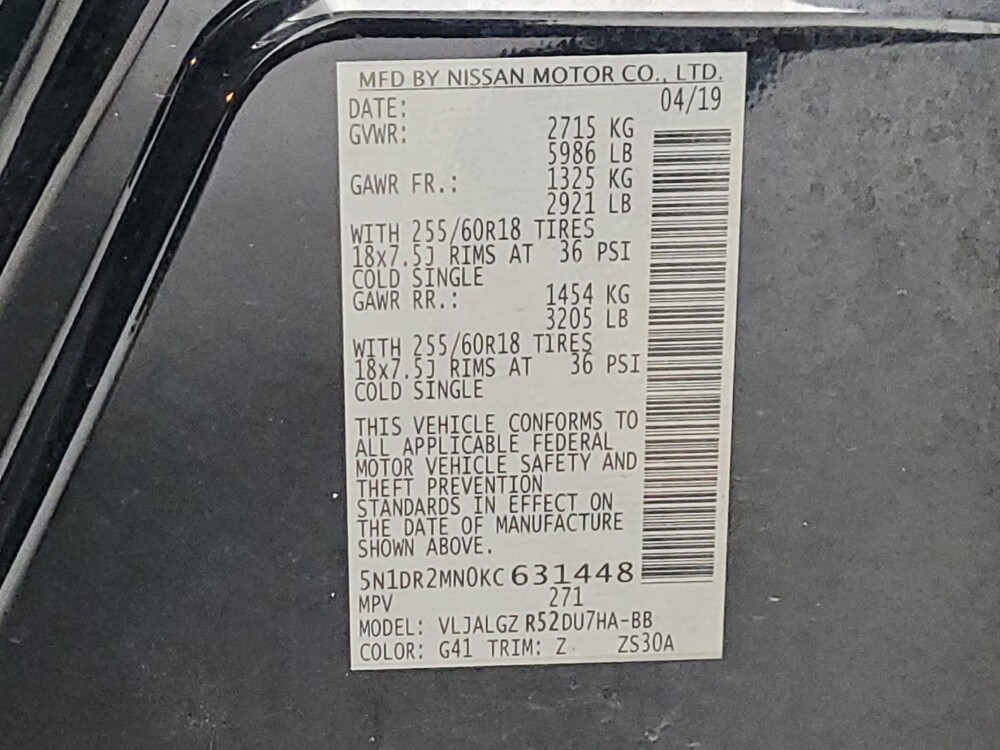 MFD BY NISSAN MOTOR CO., LTD.
DATE: 04/19
GVWR: 2715 KG
5986 LB
GAWR FR.: 1325 KG
2921 LB
WITH 255/60R18 TIRES
18x7.5J RIMS AT 36 PSI
COLD SINGLE
GAWR RR.: 1454 KG
3205 LB
WITH 255/60R18 TIRES
18x7.5J RIMS AT 36 PSI
COLD SINGLE
THIS VEHICLE CONFORMS TO
ALL APPLICABLE FEDERAL
MOTOR VEHICLE SAFETY AND
THEFT PREVENTION
STANDARDS IN EFFECT ON
THE DATE OF MANUFACTURE
SHOWN ABOVE.
5N1DR2MN0KC631448
MPV 271
MODEL: VLJALGZ R52DU7HA-BB
COLOR: G41 TRIM: Z ZS30A